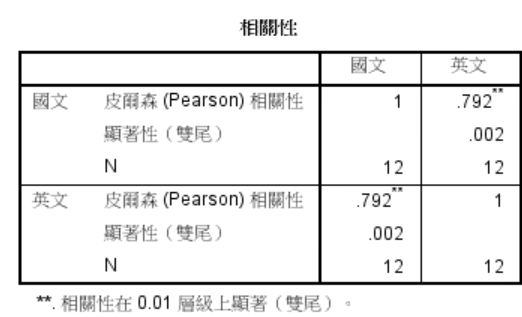 相關性
國文 英文
國文 皮爾森 (Pearson) 相關性 1 .792**
顯著性（雙尾） .002
N 12 12
英文 皮爾森 (Pearson) 相關性 .792** 1
顯著性（雙尾） .002
N 12 12
**. 相關性在 0.01 層級上顯著（雙尾）。